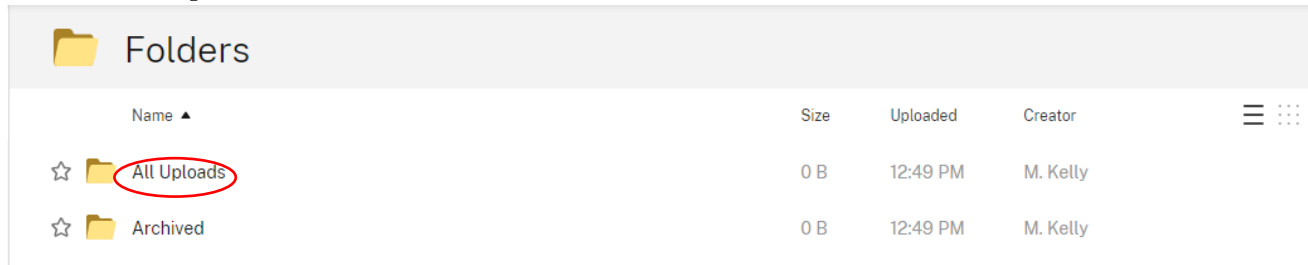 Folders
Name ▲ Size Uploaded Creator
All Uploads 0 B 12:49 PM M. Kelly
Archived 0 B 12:49 PM M. Kelly